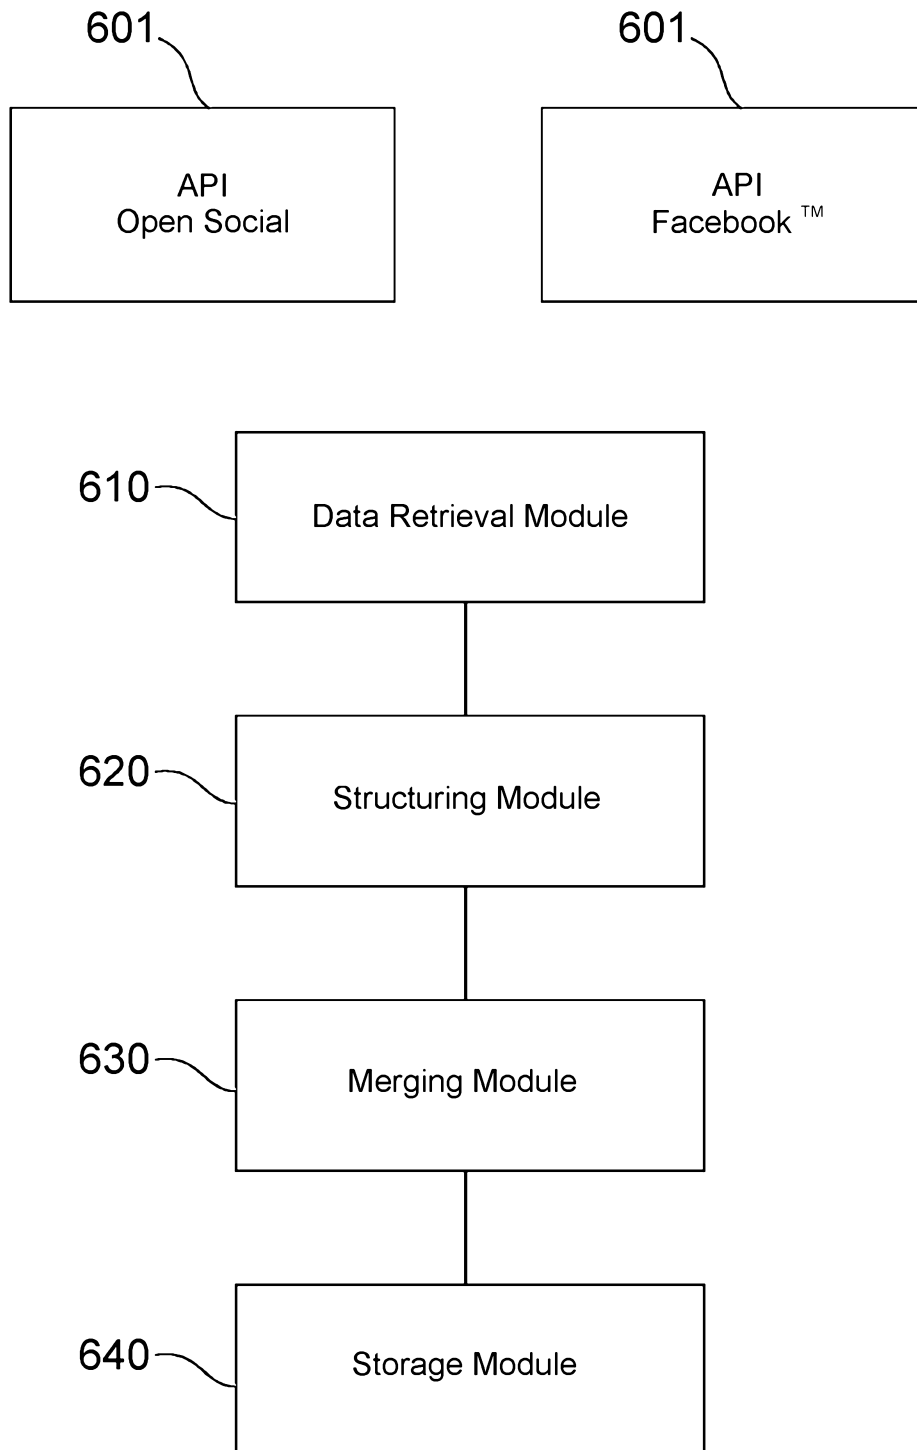 601
601
API
Open Social
API
Facebook ™
610
Data Retrieval Module
620
Structuring Module
630
Merging Module
640
Storage Module